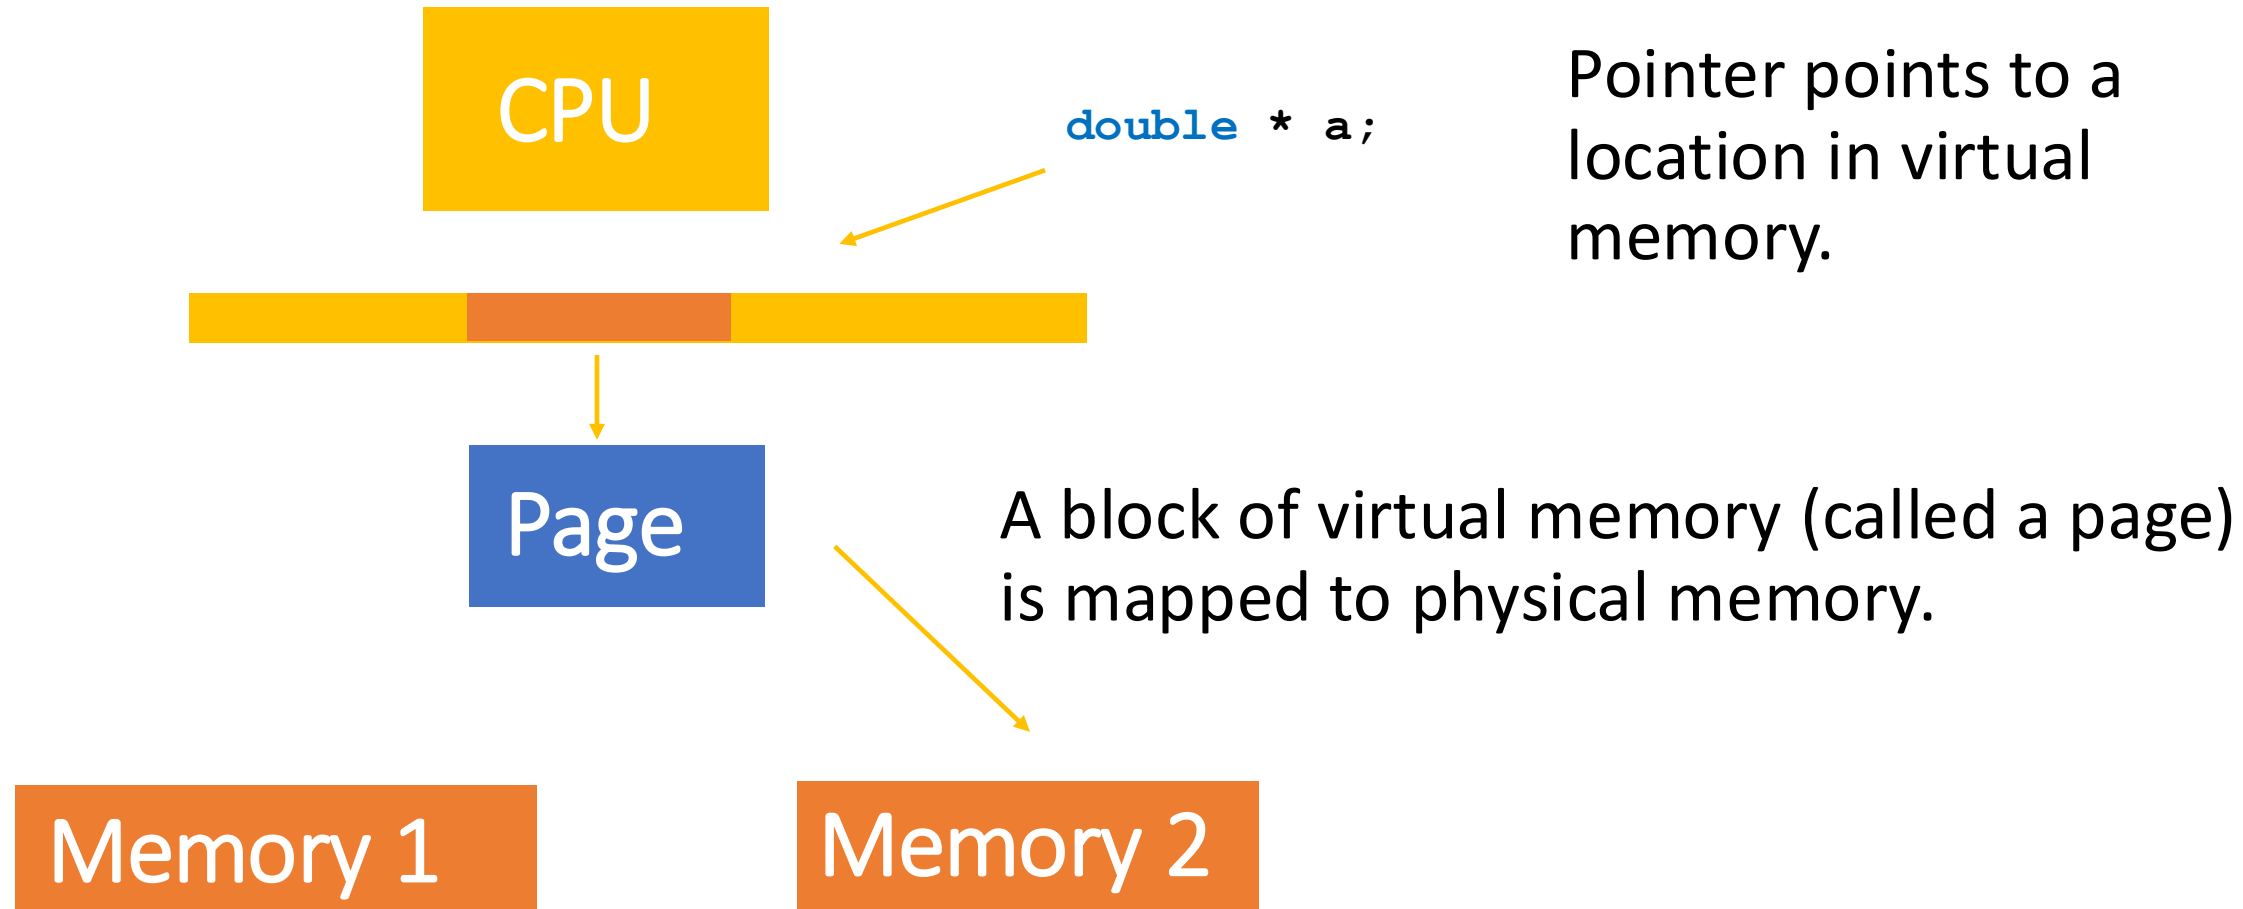 CPU
double * a;
Pointer points to a
location in virtual
memory.
Page
A block of virtual memory (called a page)
is mapped to physical memory.
Memory 1
Memory 2